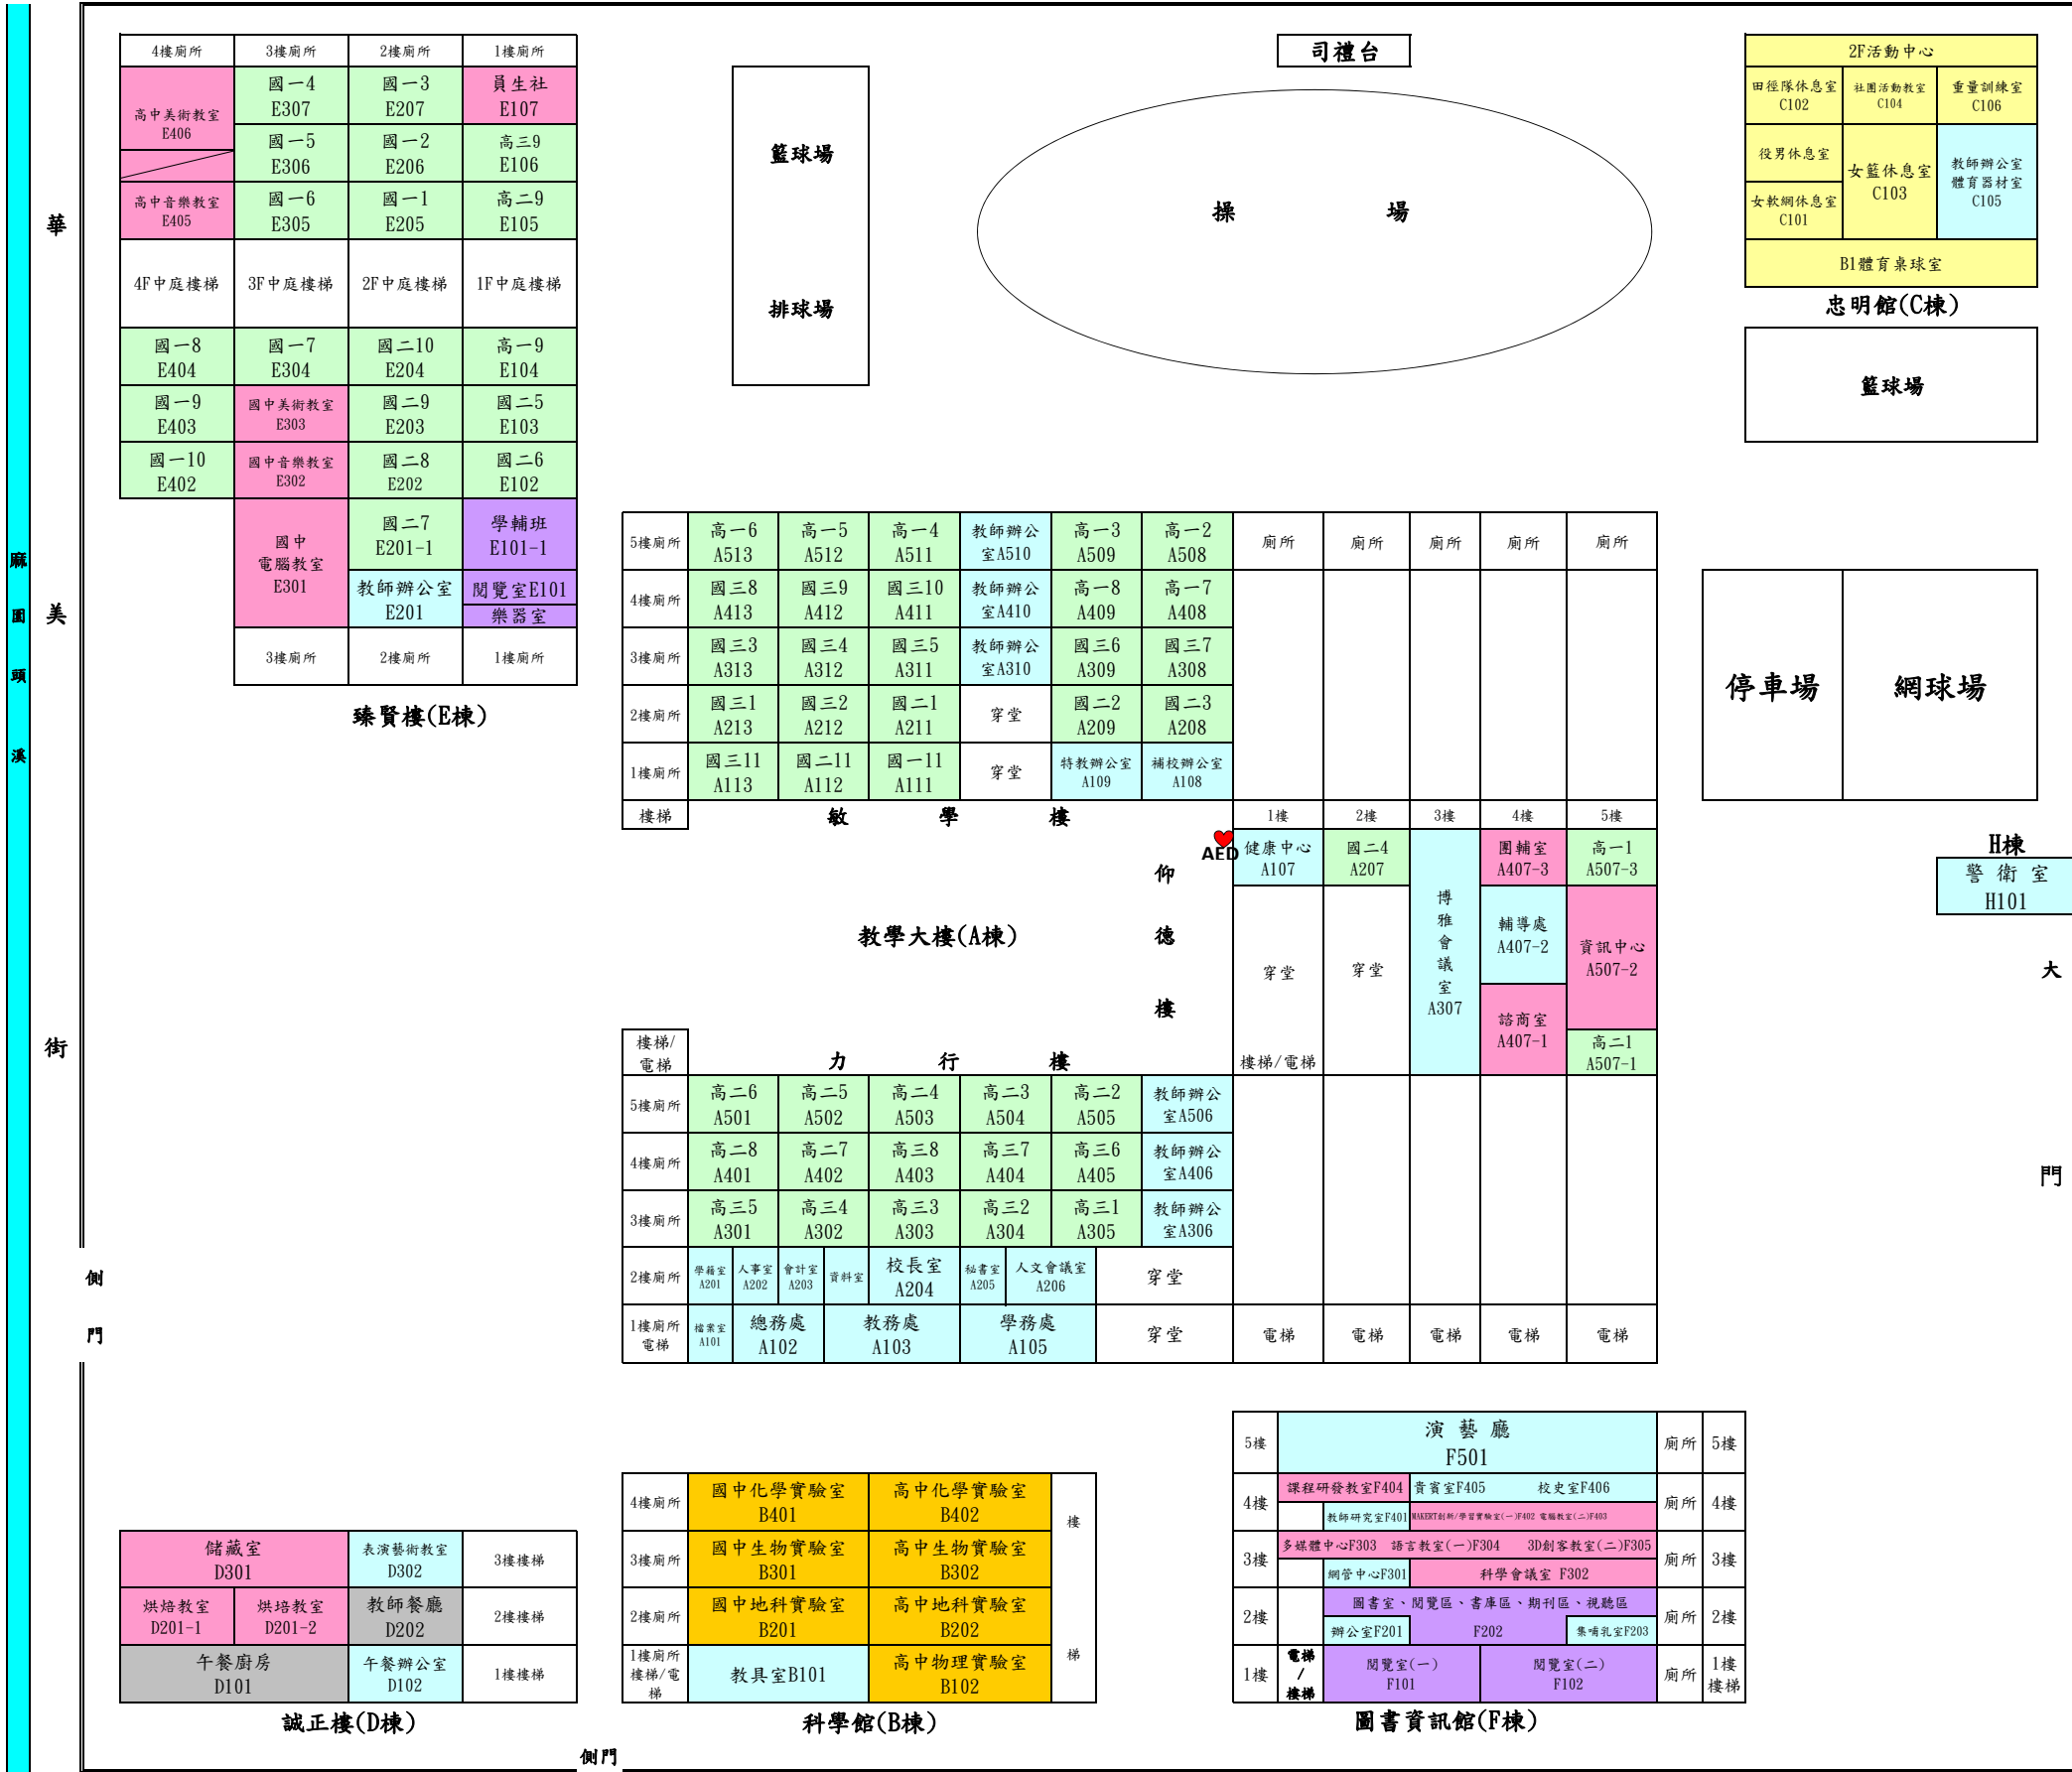 4樓廁所
3樓廁所
2樓廁所
1樓廁所
高中美術教室
E406
國一4
E307
國一3
E207
員生社
E107
國一5
E306
國一2
E206
高三9
E106
高中音樂教室
E405
國一6
E305
國一1
E205
高二9
E105
4F中庭樓梯
3F中庭樓梯
2F中庭樓梯
1F中庭樓梯
國一8
E404
國一7
E304
國二10
E204
高一9
E104
國一9
E403
國中美術教室
E303
國二9
E203
國二5
E103
國一10
E402
國中音樂教室
E302
國二8
E202
國二6
E102
國中
電腦教室
E301
國二7
E201-1
學輔班
E101-1
教師辦公室
E201
閱覽室E101
樂器室
3樓廁所
2樓廁所
1樓廁所
臻賢樓(E棟)
華
美
街
麻
園
頭
溪
側
門
司禮台
籃球場
排球場
操場
2F活動中心
田徑隊休息室
C102
社團活動教室
C104
重量訓練室
C106
役男休息室
女籃休息室
C103
教師辦公室
體育器材室
C105
女軟網休息室
C101
B1體育桌球室
忠明館(C棟)
籃球場
停車場
網球場
H棟
警衛室
H101
大
門
5樓廁所
高一6
A513
高一5
A512
高一4
A511
教師辦公
室A510
高一3
A509
高一2
A508
廁所
廁所
廁所
廁所
廁所
4樓廁所
國三8
A413
國三9
A412
國三10
A411
教師辦公
室A410
高一8
A409
高一7
A408
3樓廁所
國三3
A313
國三4
A312
國三5
A311
教師辦公
室A310
國三6
A309
國三7
A308
2樓廁所
國三1
A213
國三2
A212
國二1
A211
穿堂
國二2
A209
國二3
A208
1樓廁所
國三11
A113
國二11
A112
國一11
A111
穿堂
特教辦公室
A109
補校辦公室
A108
樓梯
敏學樓
1樓
2樓
3樓
4樓
5樓
AED
健康中心
A107
國二4
A207
博
雅
會
議
室
A307
團輔室
A407-3
高一1
A507-3
仰
德
樓
教學大樓(A棟)
穿堂
穿堂
輔導處
A407-2
資訊中心
A507-2
諮商室
A407-1
高二1
A507-1
樓梯/
電梯
力行樓
樓梯/電梯
5樓廁所
高二6
A501
高二5
A502
高二4
A503
高二3
A504
高二2
A505
教師辦公
室A506
4樓廁所
高二8
A401
高二7
A402
高三8
A403
高三7
A404
高三6
A405
教師辦公
室A406
3樓廁所
高三5
A301
高三4
A302
高三3
A303
高三2
A304
高三1
A305
教師辦公
室A306
2樓廁所
學籍室
A201
人事室
A202
會計室
A203
資料室
校長室
A204
秘書室
A205
人文會議室
A206
穿堂
1樓廁所
電梯
檔案室
A101
總務處
A102
教務處
A103
學務處
A105
穿堂
電梯
電梯
電梯
電梯
電梯
儲藏室
D301
表演藝術教室
D302
3樓樓梯
烘焙教室
D201-1
烘培教室
D201-2
教師餐廳
D202
2樓樓梯
午餐廚房
D101
午餐辦公室
D102
1樓樓梯
誠正樓(D棟)
4樓廁所
國中化學實驗室
B401
高中化學實驗室
B402
樓
梯
3樓廁所
國中生物實驗室
B301
高中生物實驗室
B302
2樓廁所
國中地科實驗室
B201
高中地科實驗室
B202
1樓廁所
樓梯/電
梯
教具室B101
高中物理實驗室
B102
科學館(B棟)
側門
5樓
演藝廳
F501
廁所
5樓
4樓
課程研發教室F404
貴賓室F405
校史室F406
教師研究室F401
MAKERT創新/學習實驗室(一)F402 電腦教室(二)F403
廁所
4樓
3樓
多媒體中心F303
語言教室(一)F304
3D創客教室(二)F305
網管中心F301
科學會議室 F302
廁所
3樓
2樓
圖書室、閱覽區、書庫區、期刊區、視聽區
辦公室F201
F202
集哺乳室F203
廁所
2樓
1樓
電梯
/
樓梯
閱覽室(一)
F101
閱覽室(二)
F102
廁所
1樓
樓梯
圖書資訊館(F棟)